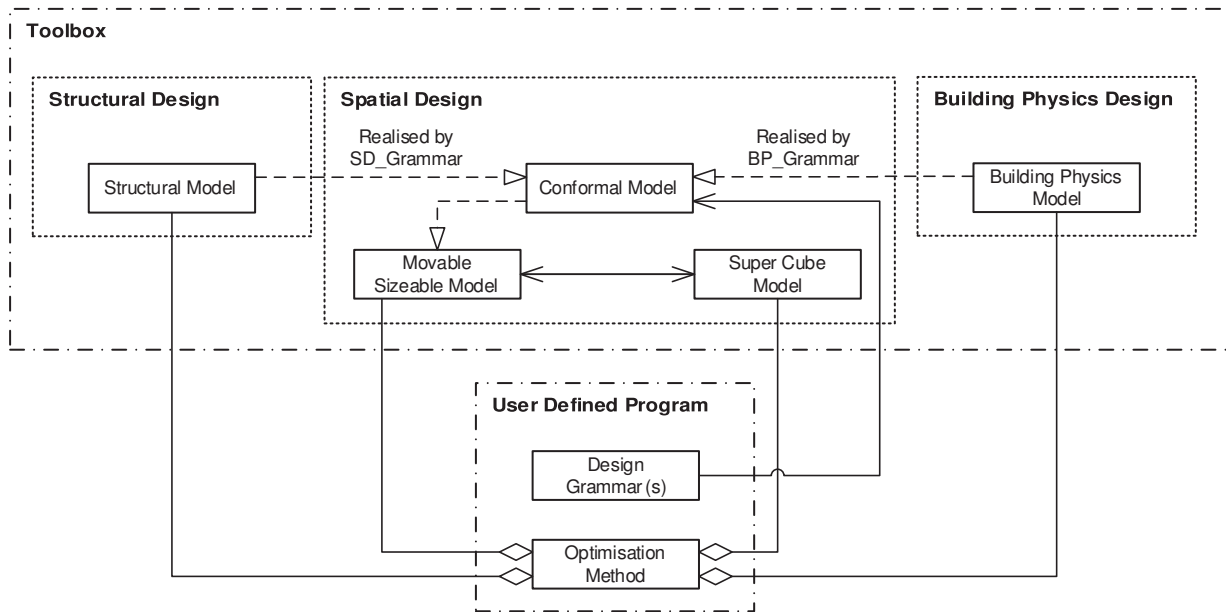 Toolbox
Structural Design
Spatial Design
Building Physics Design
Realised by
SD_Grammar
Realised by
BP_Grammar
Structural Model
Conformal Model
Building Physics
Model
Movable
Sizeable Model
Super Cube
Model
User Defined Program
Design
Grammar(s)
Optimisation
Method